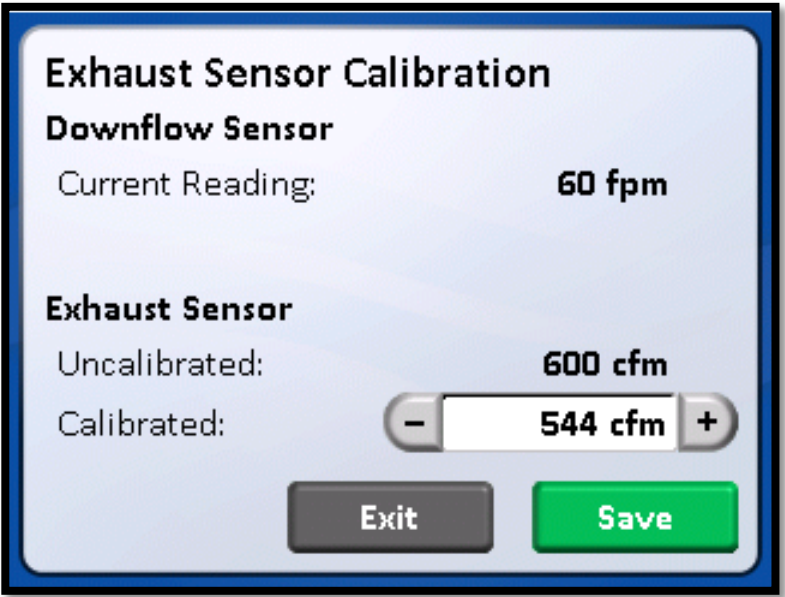 Exhaust Sensor Calibration
Downflow Sensor
Current Reading: 60 fpm
Exhaust Sensor
Uncalibrated: 600 cfm
Calibrated: - 544 cfm +
Exit Save